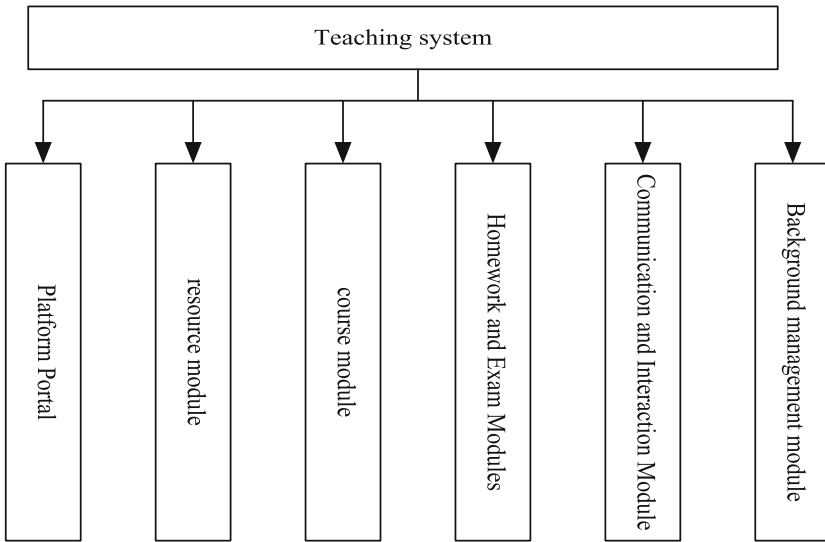 Teaching system
Platform Portal
resource module
course module
Homework and Exam Modules
Communication and Interaction Module
Background management module